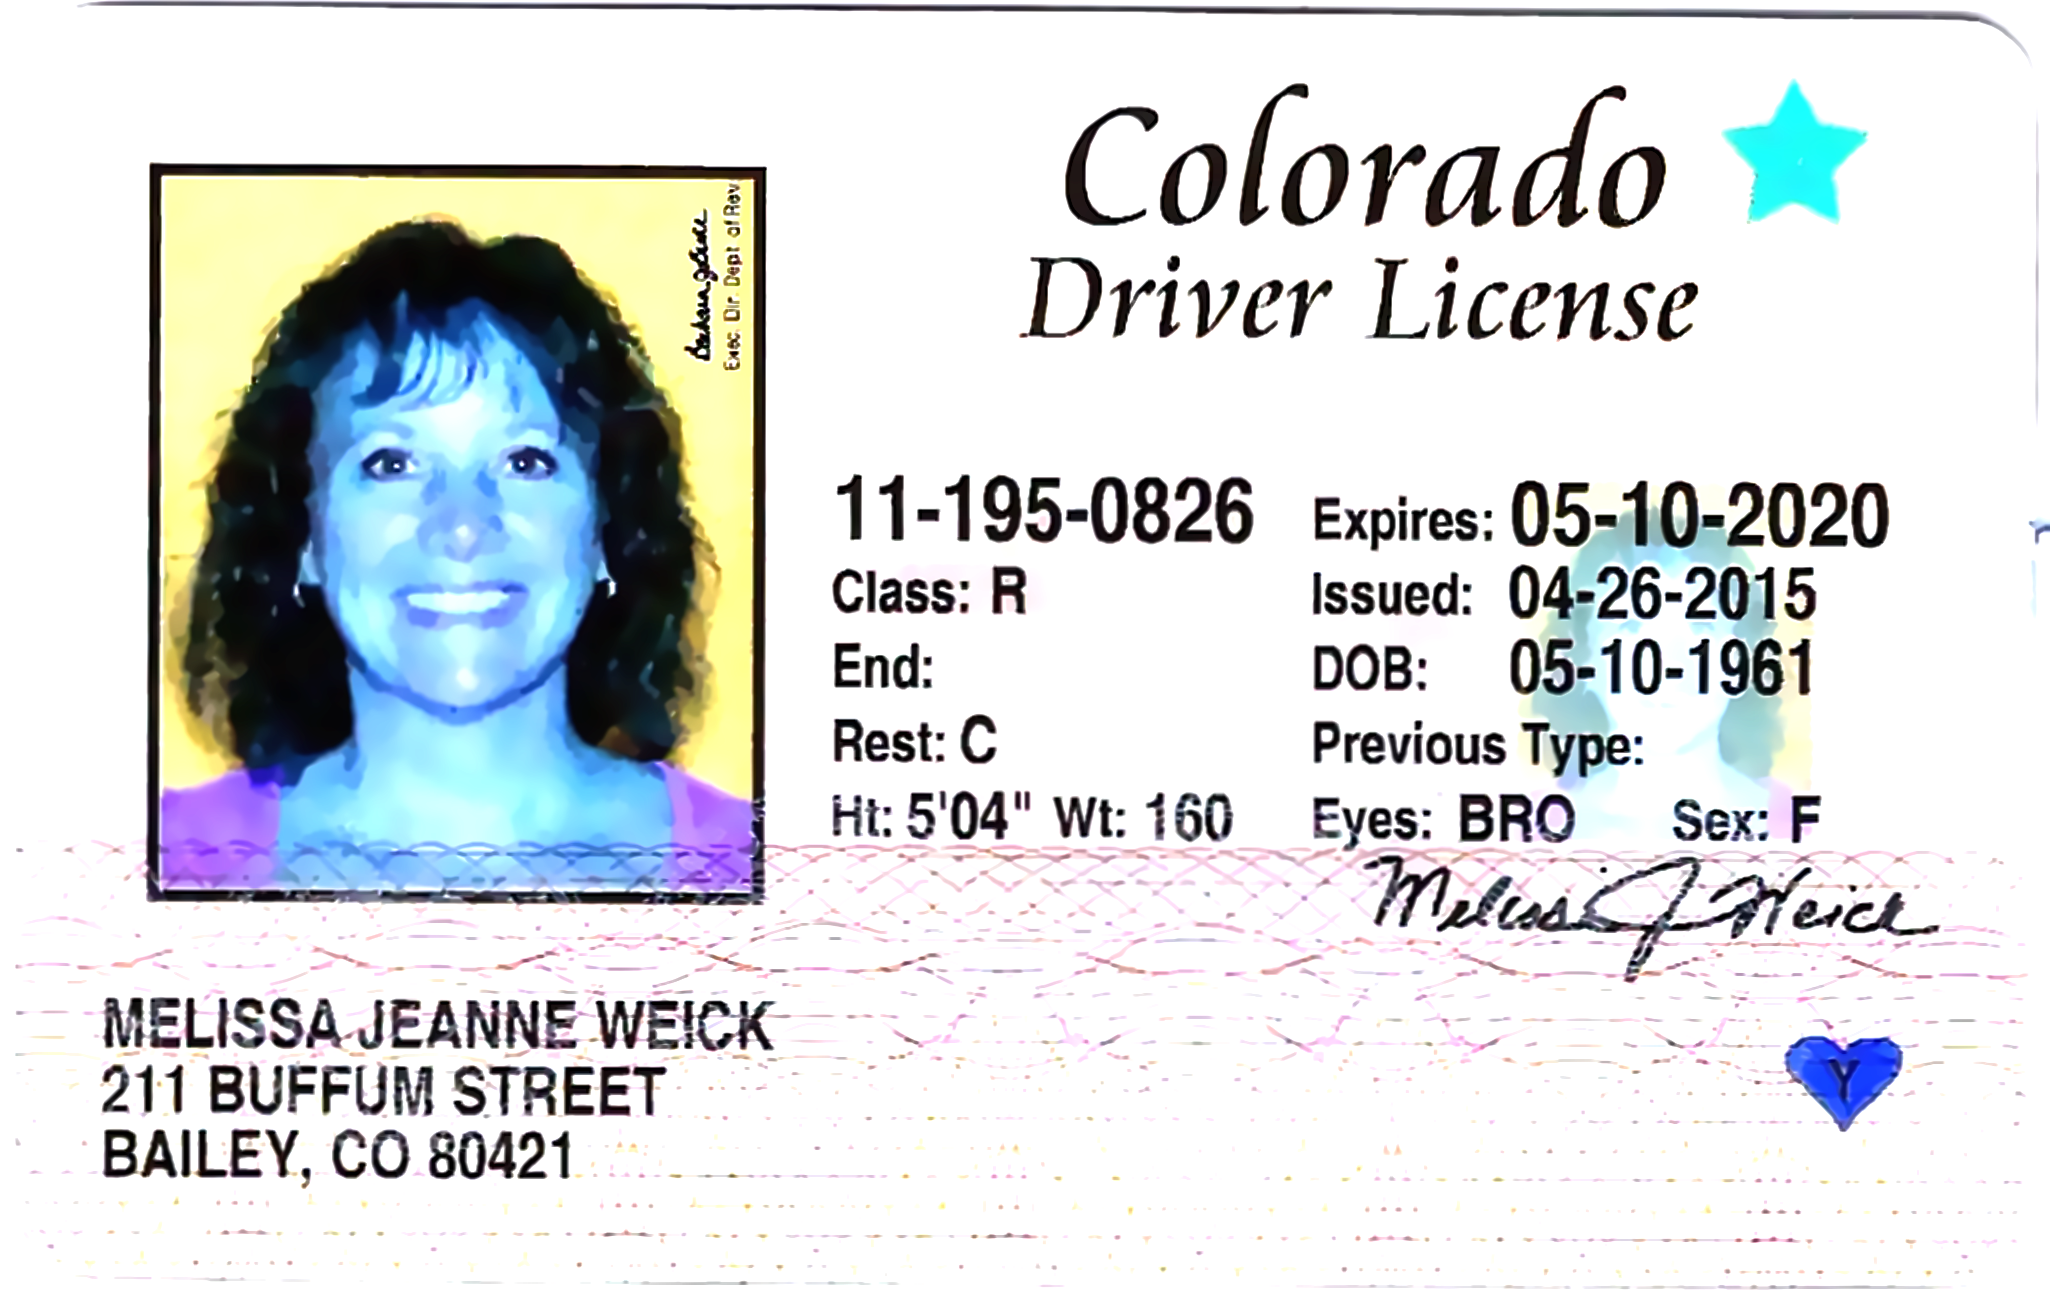 Colorado
Driver License
Exec. Dir. Dept of Rev
11-195-0826
Expires: 05-10-2020
Class: R
Issued: 04-26-2015
End:
DOB: 05-10-1961
Rest: C
Previous Type:
Ht: 5'04" Wt: 160
Eyes: BRO Sex: F
Melissa J Weick
MELISSA JEANNE WEICK
211 BUFFUM STREET
BAILEY, CO 80421
Y